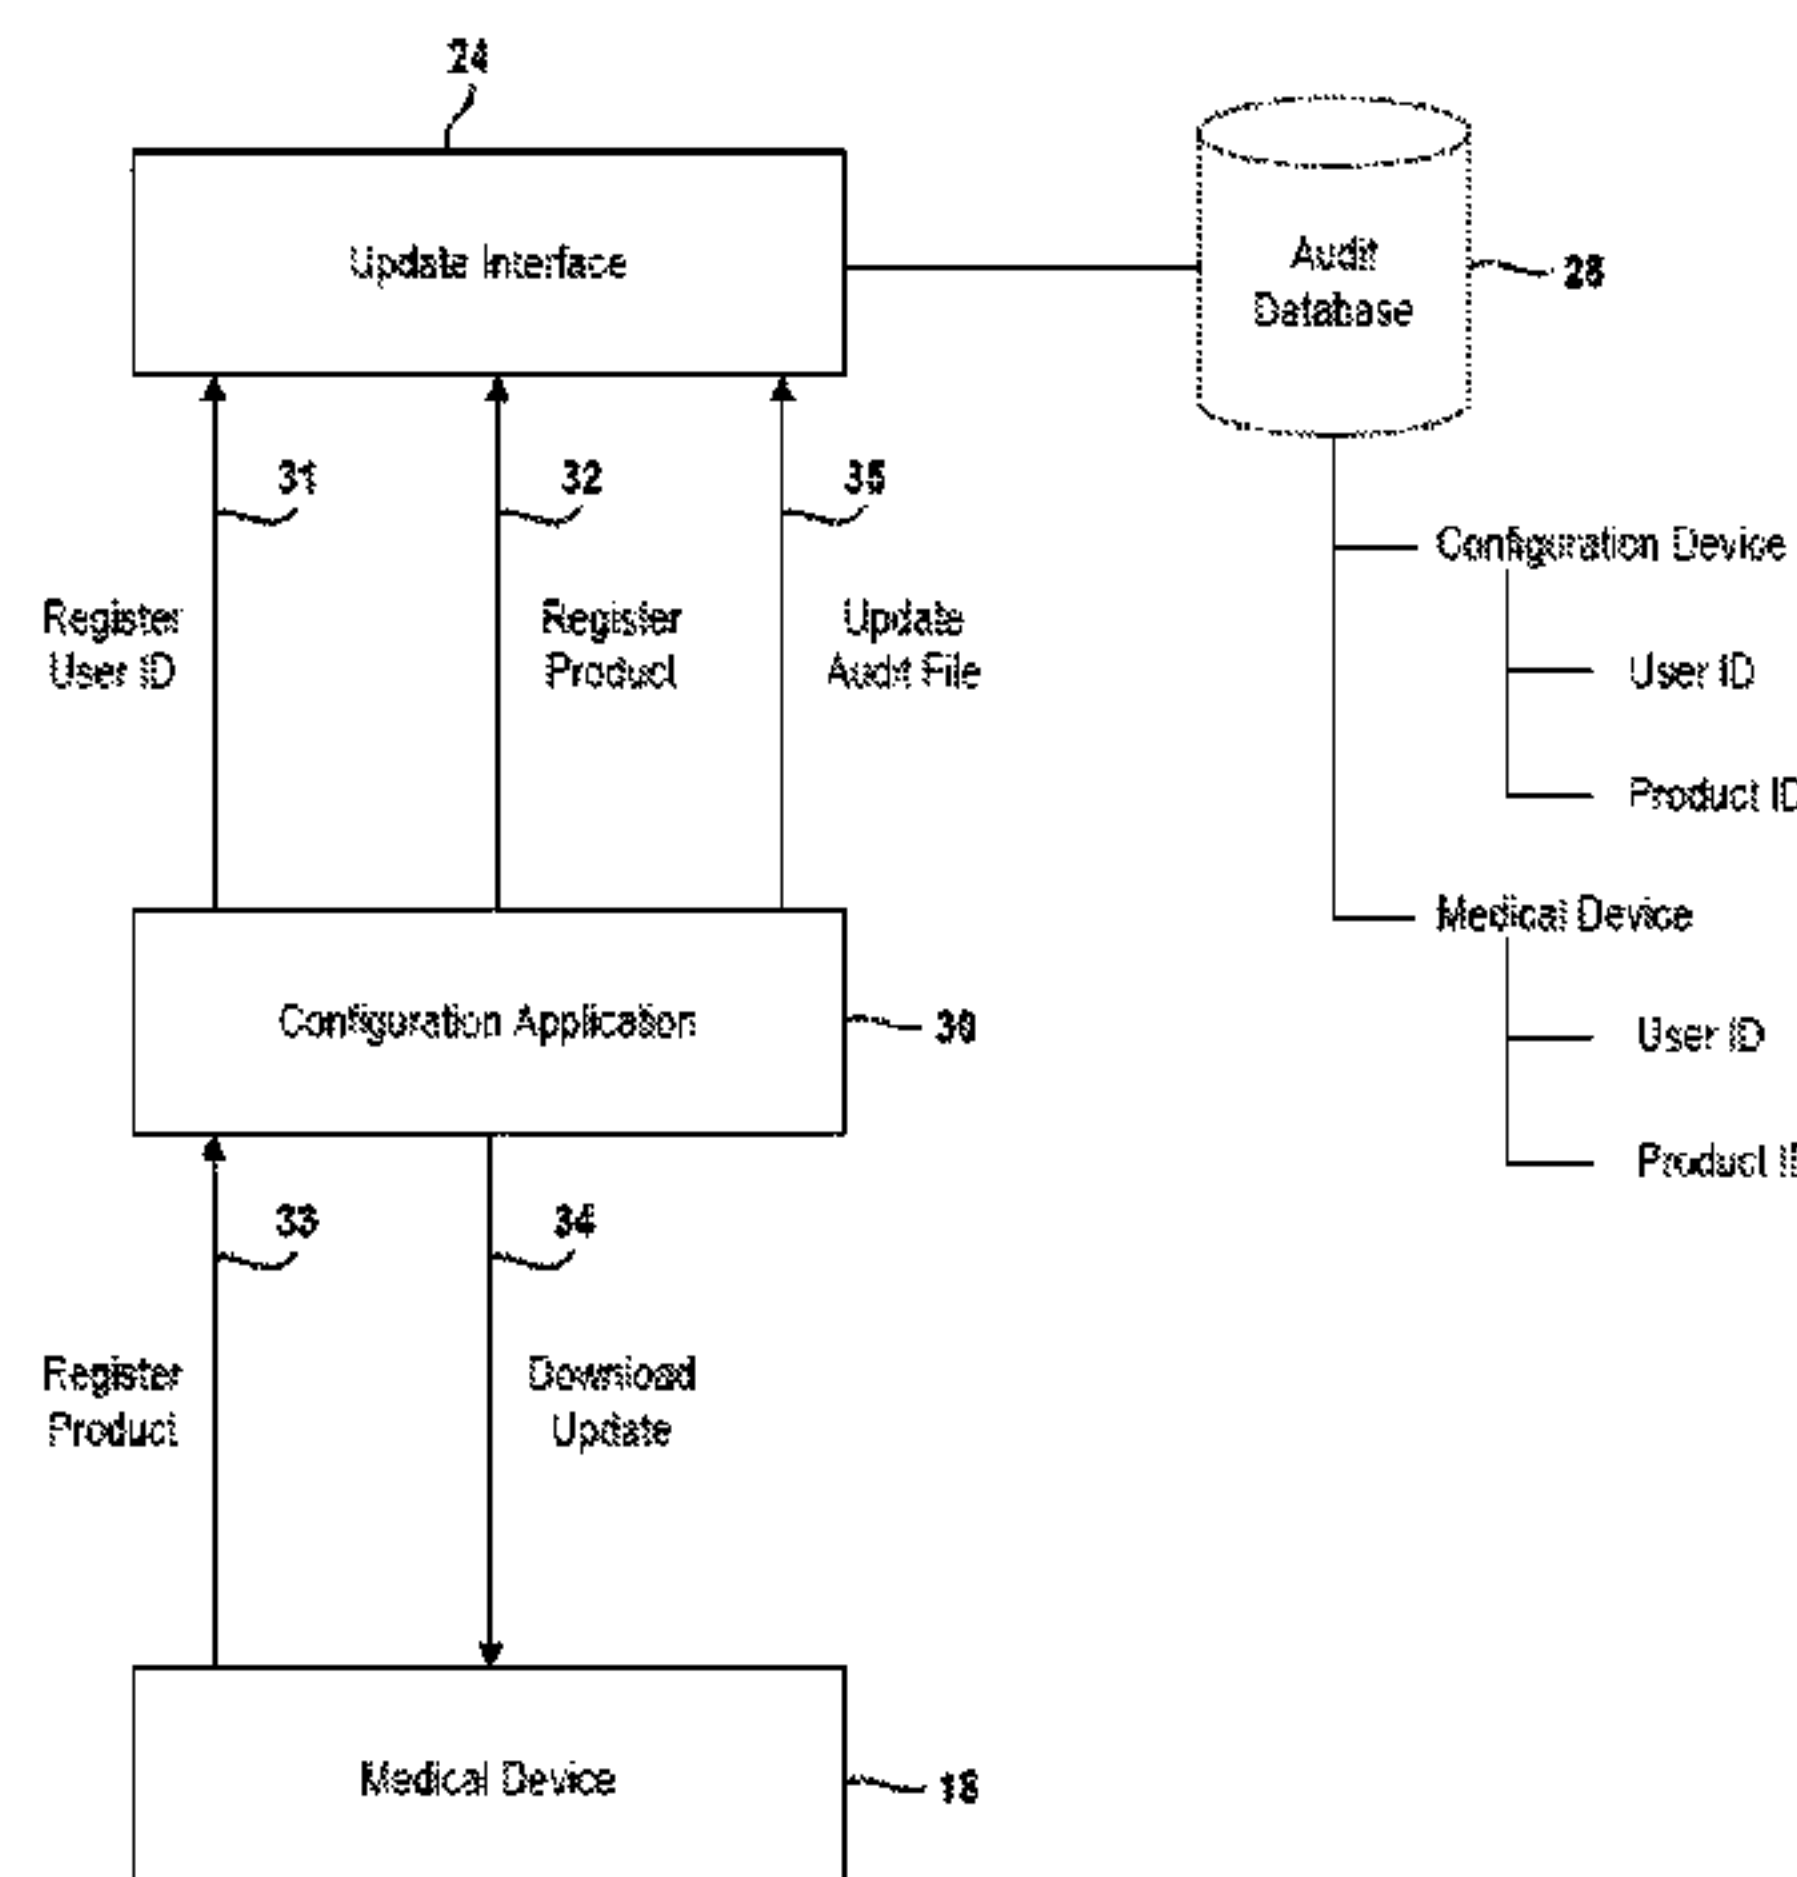 24
Update Interface
Audit
Database
31
32
35
Configuration Device
Register
User ID
Register
Product
Update
Audit File
User ID
Product ID
Medical Device
Configuration Application
30
User ID
Product
33
34
Register
Product
Download
Update
Medical Device
18